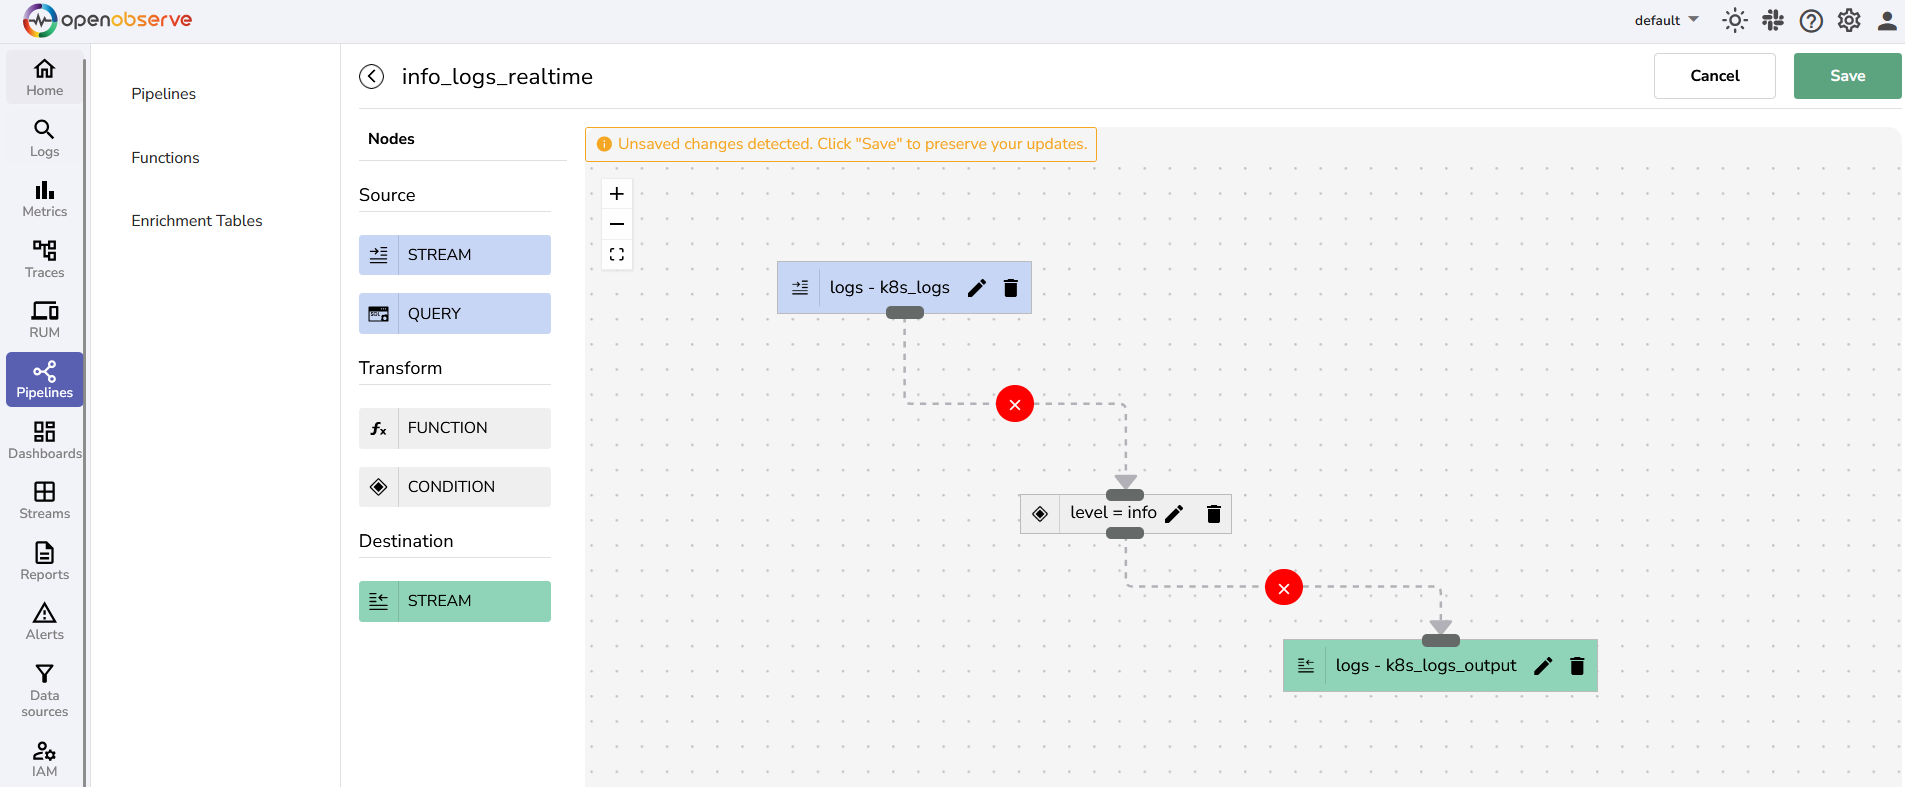 openobserve
default
Home
Logs
Metrics
Traces
RUM
Pipelines
Dashboards
Streams
Reports
Alerts
Data
sources
IAM
Pipelines
Functions
Enrichment Tables
info_logs_realtime
Cancel
Save
Nodes
Source
STREAM
QUERY
Transform
FUNCTION
CONDITION
Destination
STREAM
Unsaved changes detected. Click "Save" to preserve your updates.
logs - k8s_logs
level = info
logs - k8s_logs_output